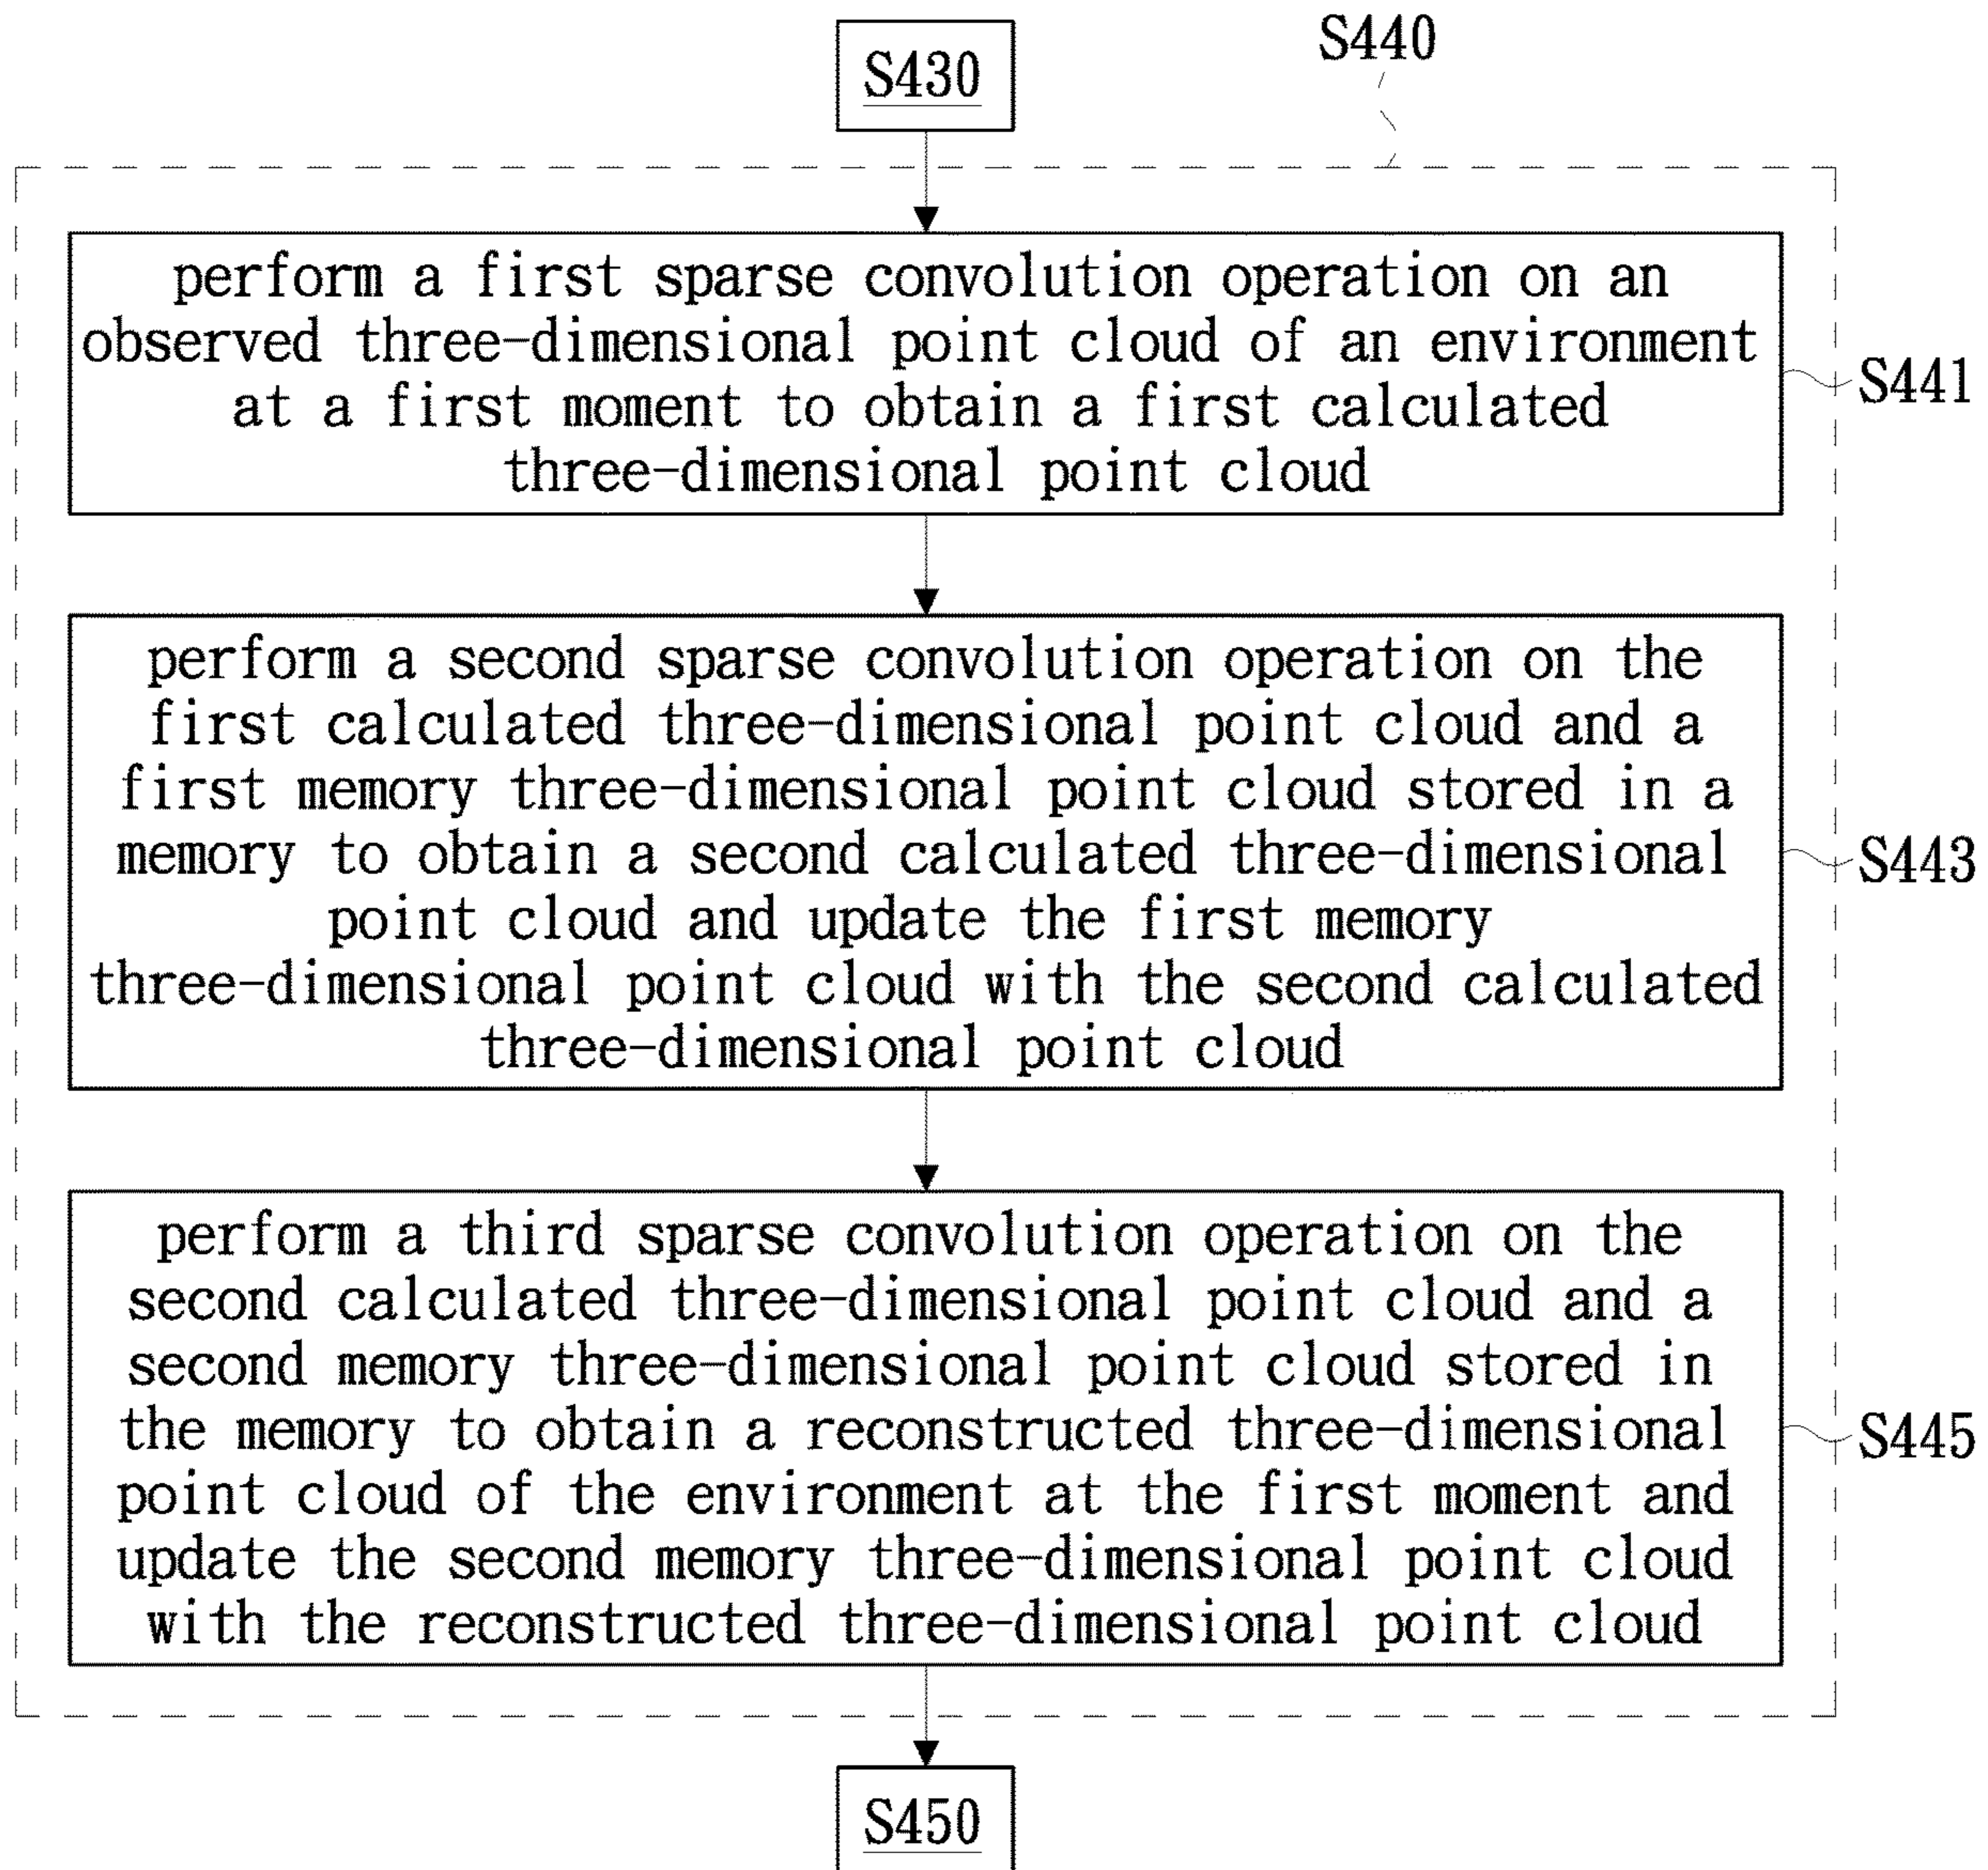 S430
S440
perform a first sparse convolution operation on an
observed three-dimensional point cloud of an environment
at a first moment to obtain a first calculated
three-dimensional point cloud
S441
perform a second sparse convolution operation on the
first calculated three-dimensional point cloud and a
first memory three-dimensional point cloud stored in a
memory to obtain a second calculated three-dimensional
point cloud and update the first memory
three-dimensional point cloud with the second calculated
three-dimensional point cloud
S443
perform a third sparse convolution operation on the
second calculated three-dimensional point cloud and a
second memory three-dimensional point cloud stored in
the memory to obtain a reconstructed three-dimensional
point cloud of the environment at the first moment and
update the second memory three-dimensional point cloud
with the reconstructed three-dimensional point cloud
S445
S450